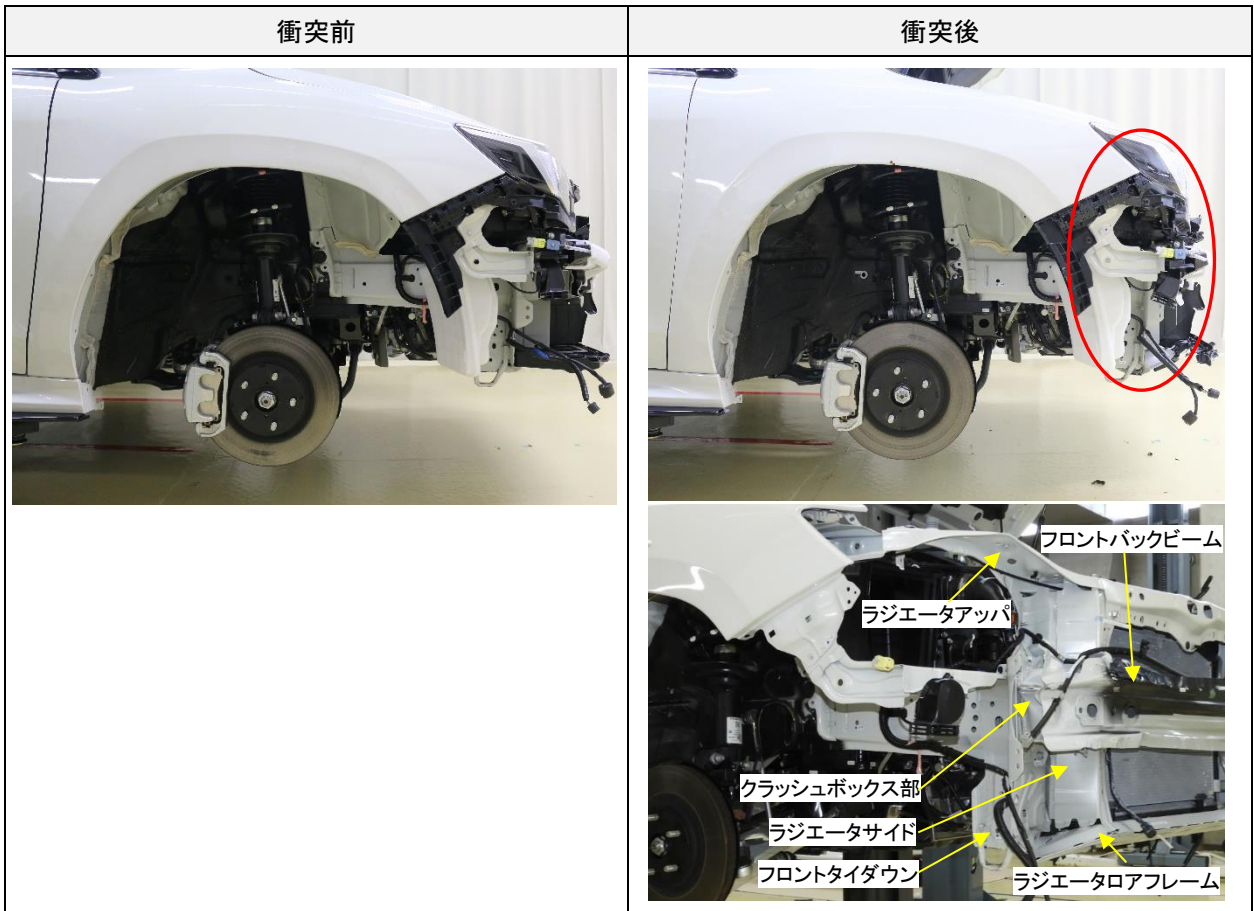 衝突前
衝突後
フロントバックビーム
ラジエータアッパ
クラッシュボックス部
ラジエータサイド
フロントタイダウン
ラジエータロアフレーム